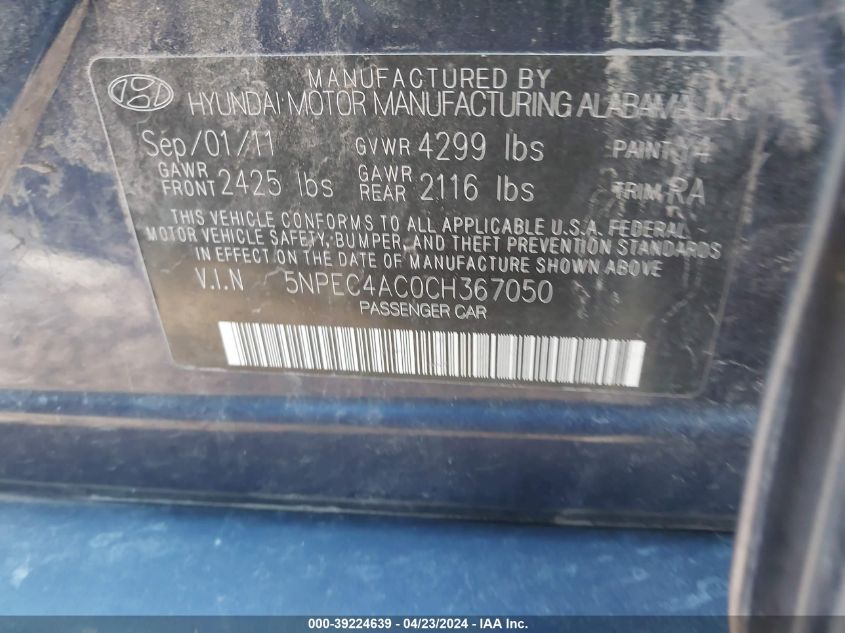 MANUFACTURED BY
HYUNDAI MOTOR MANUFACTURING ALABAMA, LLC
Sep/01/11 GVWR 4299 lbs PAINT Y4
GAWR FRONT 2425 lbs GAWR REAR 2116 lbs TRIM RA
THIS VEHICLE CONFORMS TO ALL APPLICABLE U.S.A. FEDERAL
MOTOR VEHICLE SAFETY, BUMPER, AND THEFT PREVENTION STANDARDS
IN EFFECT ON THE DATE OF MANUFACTURE SHOWN ABOVE
V.I.N 5NPEC4AC0CH367050
PASSENGER CAR
000-39224639 - 04/23/2024 - IAA Inc.